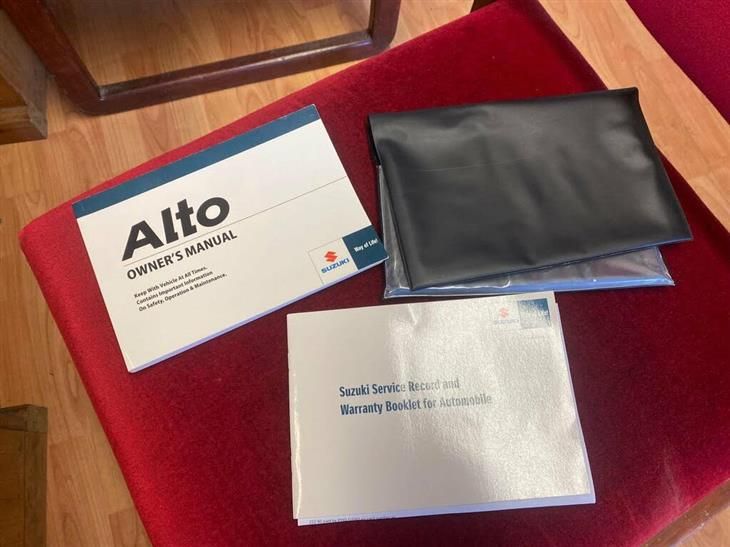 Alto
OWNER'S MANUAL
Keep With Vehicle At All Times.
Contains Important Information
On Safety, Operation & Maintenance.
SUZUKI
Way of Life!
SUZUKI
Suzuki Service Record and
Warranty Booklet for Automobile